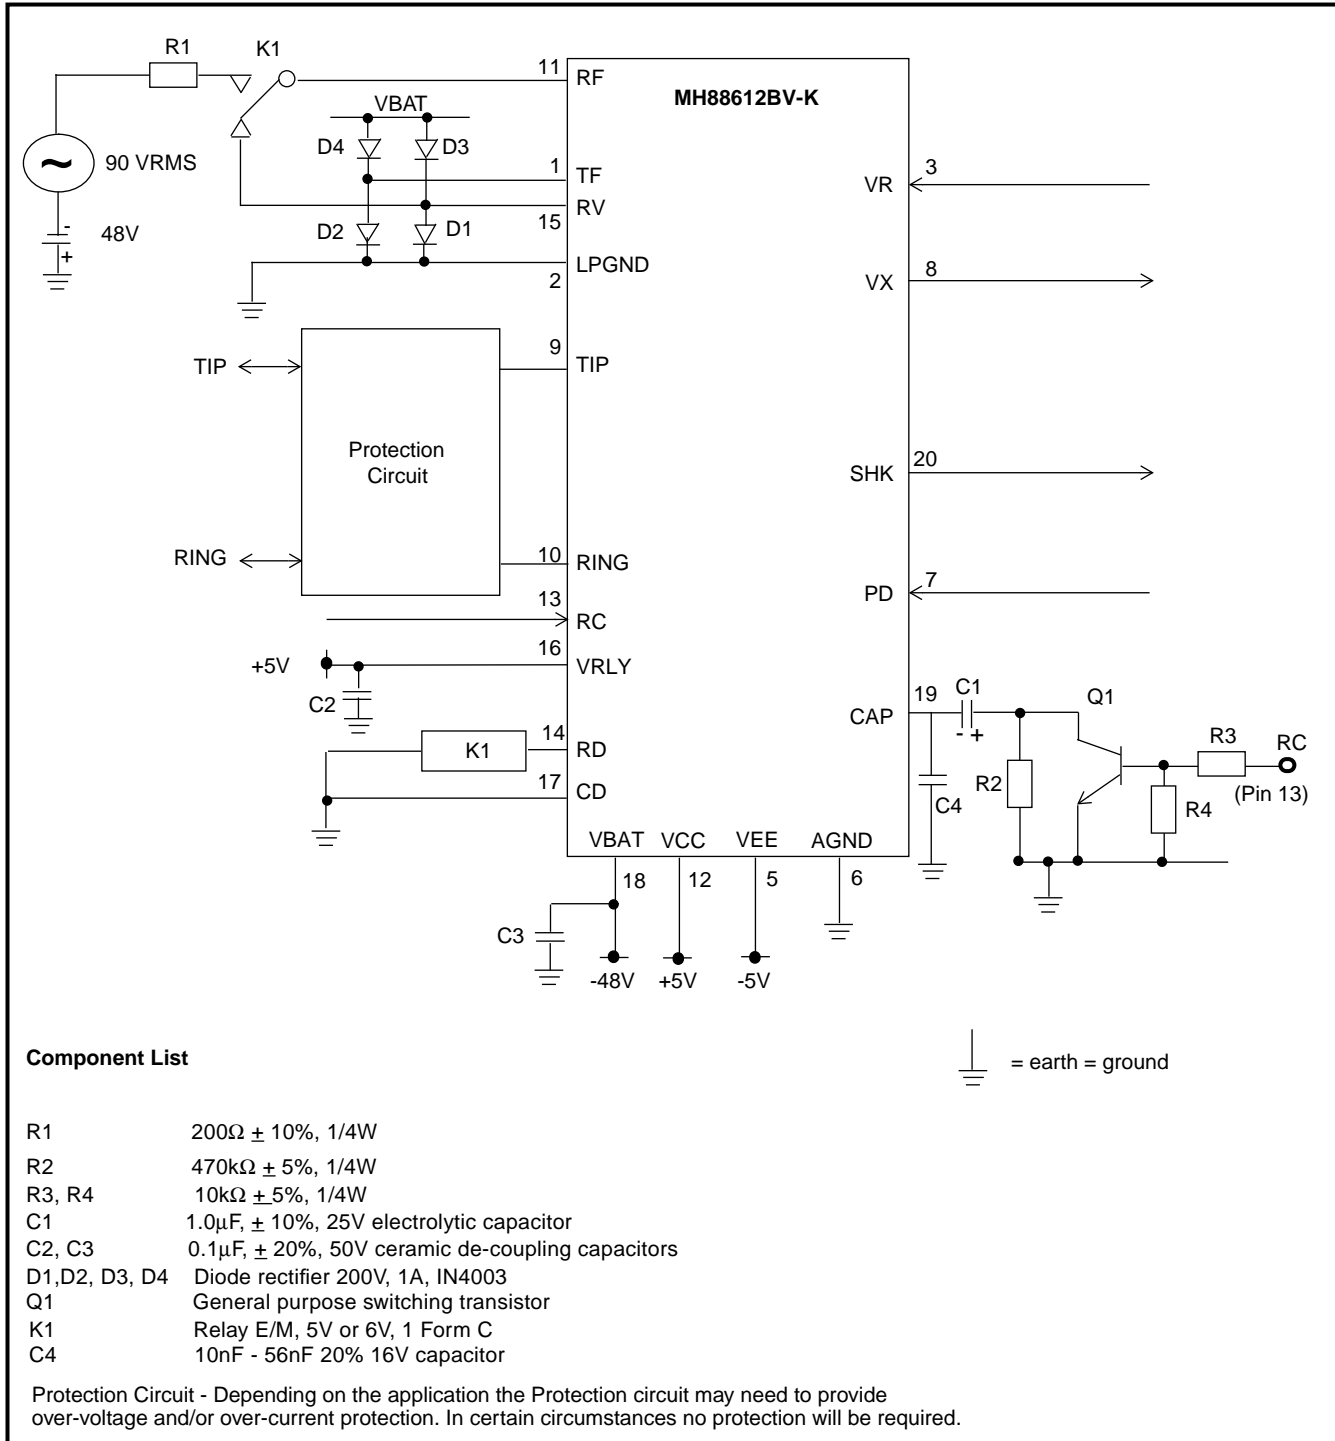 R1
K1
11
RF
MH88612BV-K
VBAT
D4
D3
90 VRMS
1
TF
3
VR
RV
15
D2
D1
-
48V
+
LPGND
2
8
VX
9
TIP
TIP
Protection
Circuit
20
SHK
RING
10
RING
7
PD
13
RC
16
+5V
VRLY
C2
19
C1
Q1
CAP
- +
R3
RC
14
K1
RD
17
CD
R2
C4
(Pin 13)
R4
VBAT
VCC
VEE
AGND
18
12
5
6
C3
-48V
+5V
-5V
Component List
= earth = ground
R1 200Ω ± 10%, 1/4W
R2 470kΩ ± 5%, 1/4W
R3, R4 10kΩ ± 5%, 1/4W
C1 1.0μF, ± 10%, 25V electrolytic capacitor
C2, C3 0.1μF, ± 20%, 50V ceramic de-coupling capacitors
D1,D2, D3, D4 Diode rectifier 200V, 1A, IN4003
Q1 General purpose switching transistor
K1 Relay E/M, 5V or 6V, 1 Form C
C4 10nF - 56nF 20% 16V capacitor
Protection Circuit - Depending on the application the Protection circuit may need to provide
over-voltage and/or over-current protection. In certain circumstances no protection will be required.